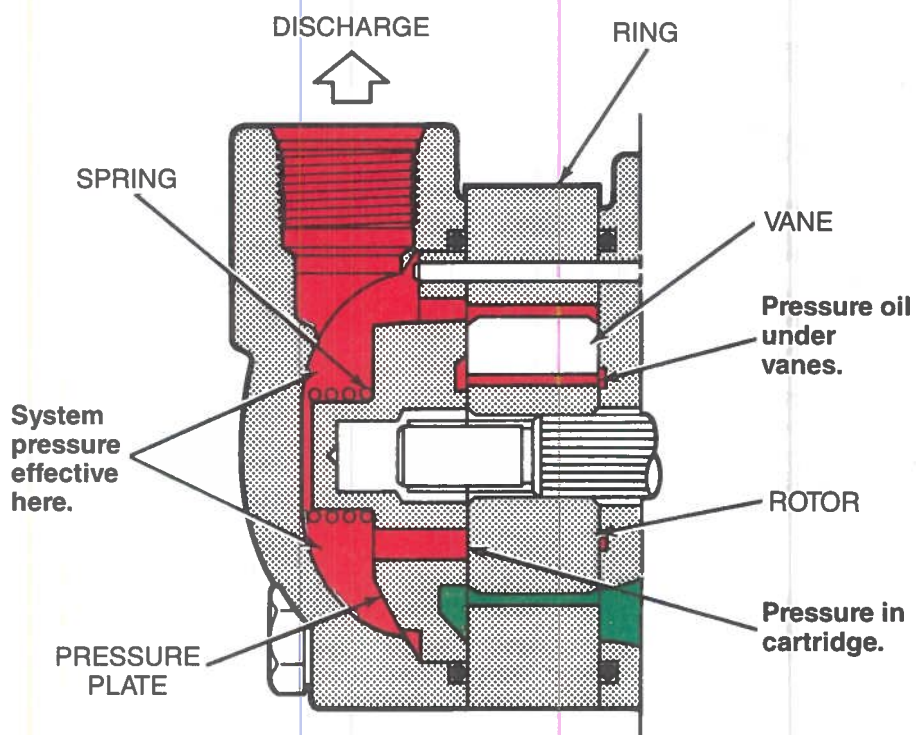 DISCHARGE
RING
SPRING
VANE
Pressure oil
under
vanes.
System
pressure
effective
here.
ROTOR
Pressure in
cartridge.
PRESSURE
PLATE